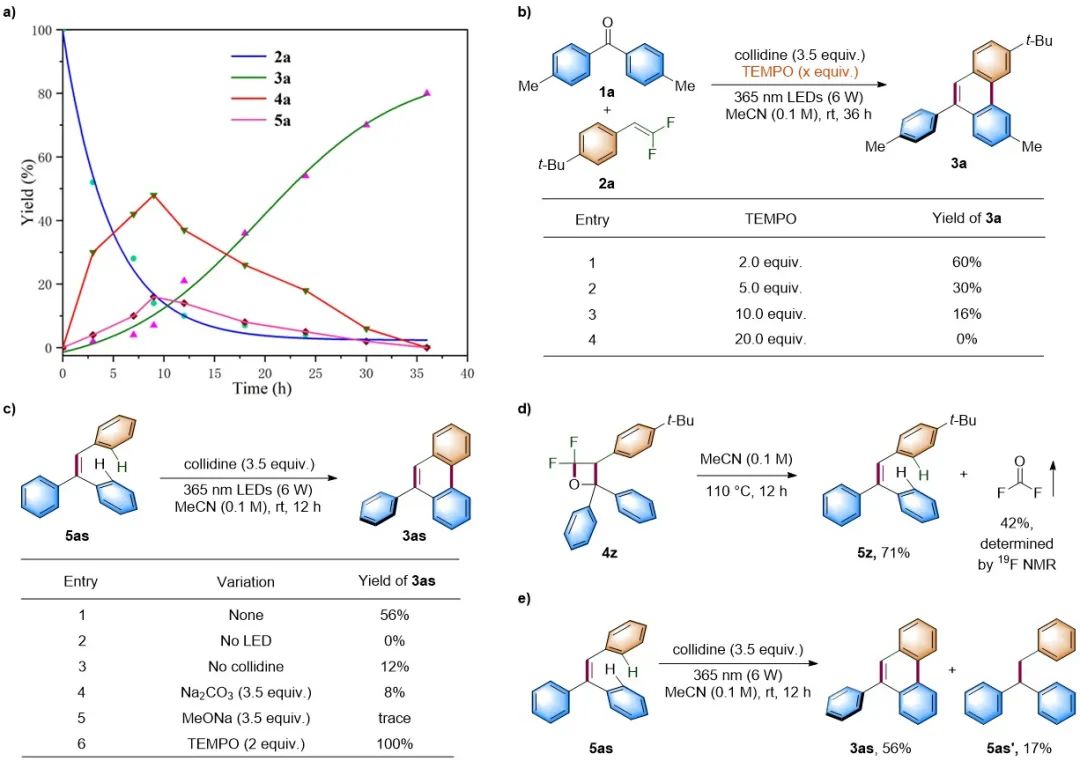 a)
100
80
60
40
20
0
Yield (%)
2a
3a
4a
5a
0 5 10 15 20 25 30 35 40
Time (h)
b)
O
Me
1a
Me
+
t-Bu
F
F
2a
collidine (3.5 equiv.)
TEMPO (x equiv.)
365 nm LEDs (6 W)
MeCN (0.1 M), rt, 36 h
t-Bu
Me
Me
3a
Entry TEMPO Yield of 3a
1 2.0 equiv. 60%
2 5.0 equiv. 30%
3 10.0 equiv. 16%
4 20.0 equiv. 0%
c)
H
H
5as
collidine (3.5 equiv.)
365 nm LEDs (6 W)
MeCN (0.1 M), rt, 12 h
3as
Entry Variation Yield of 3as
1 None 56%
2 No LED 0%
3 No collidine 12%
4 Na2CO3 (3.5 equiv.) 8%
5 MeONa (3.5 equiv.) trace
6 TEMPO (2 equiv.) 100%
d)
t-Bu
F
F
O
4z
MeCN (0.1 M)
110 °C, 12 h
t-Bu
H
H
5z, 71%
+
O
F F
42%,
determined
by 19F NMR
e)
H
H
5as
collidine (3.5 equiv.)
365 nm (6 W)
MeCN (0.1 M), rt, 12 h
3as, 56%
+
5as', 17%